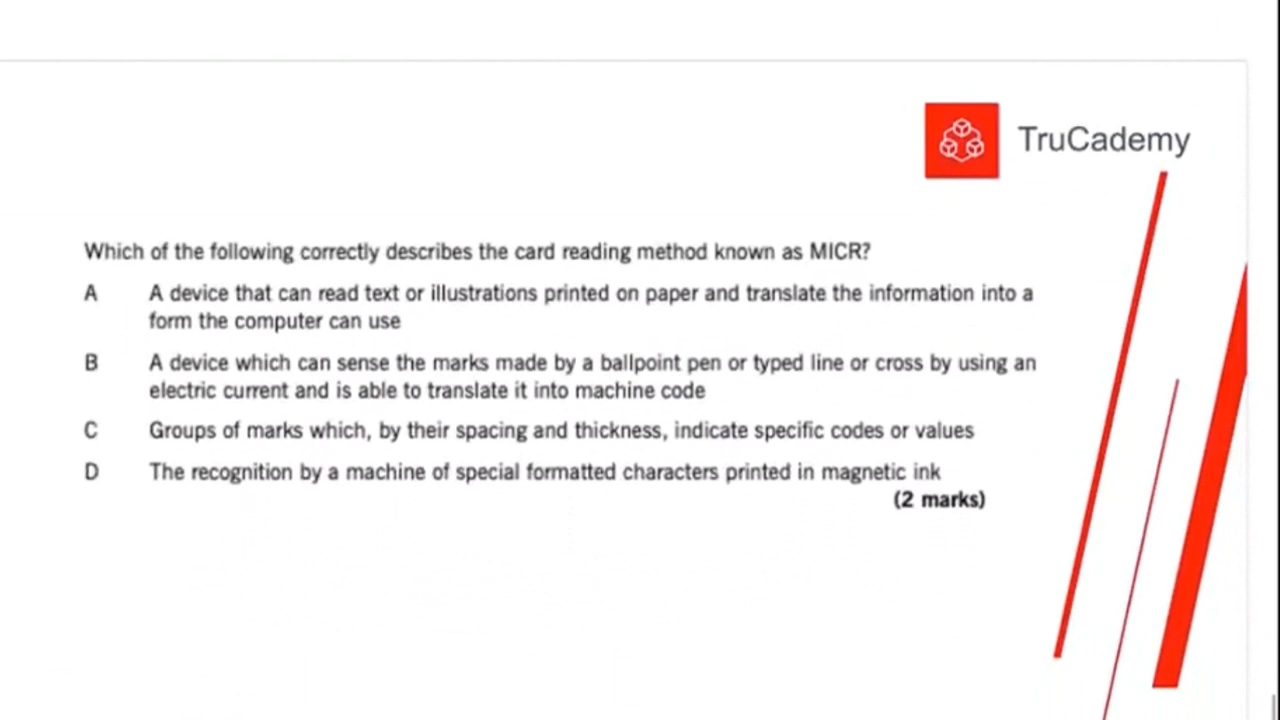 TruCademy
Which of the following correctly describes the card reading method known as MICR?
A A device that can read text or illustrations printed on paper and translate the information into a
form the computer can use
B A device which can sense the marks made by a ballpoint pen or typed line or cross by using an
electric current and is able to translate it into machine code
C Groups of marks which, by their spacing and thickness, indicate specific codes or values
D The recognition by a machine of special formatted characters printed in magnetic ink
(2 marks)